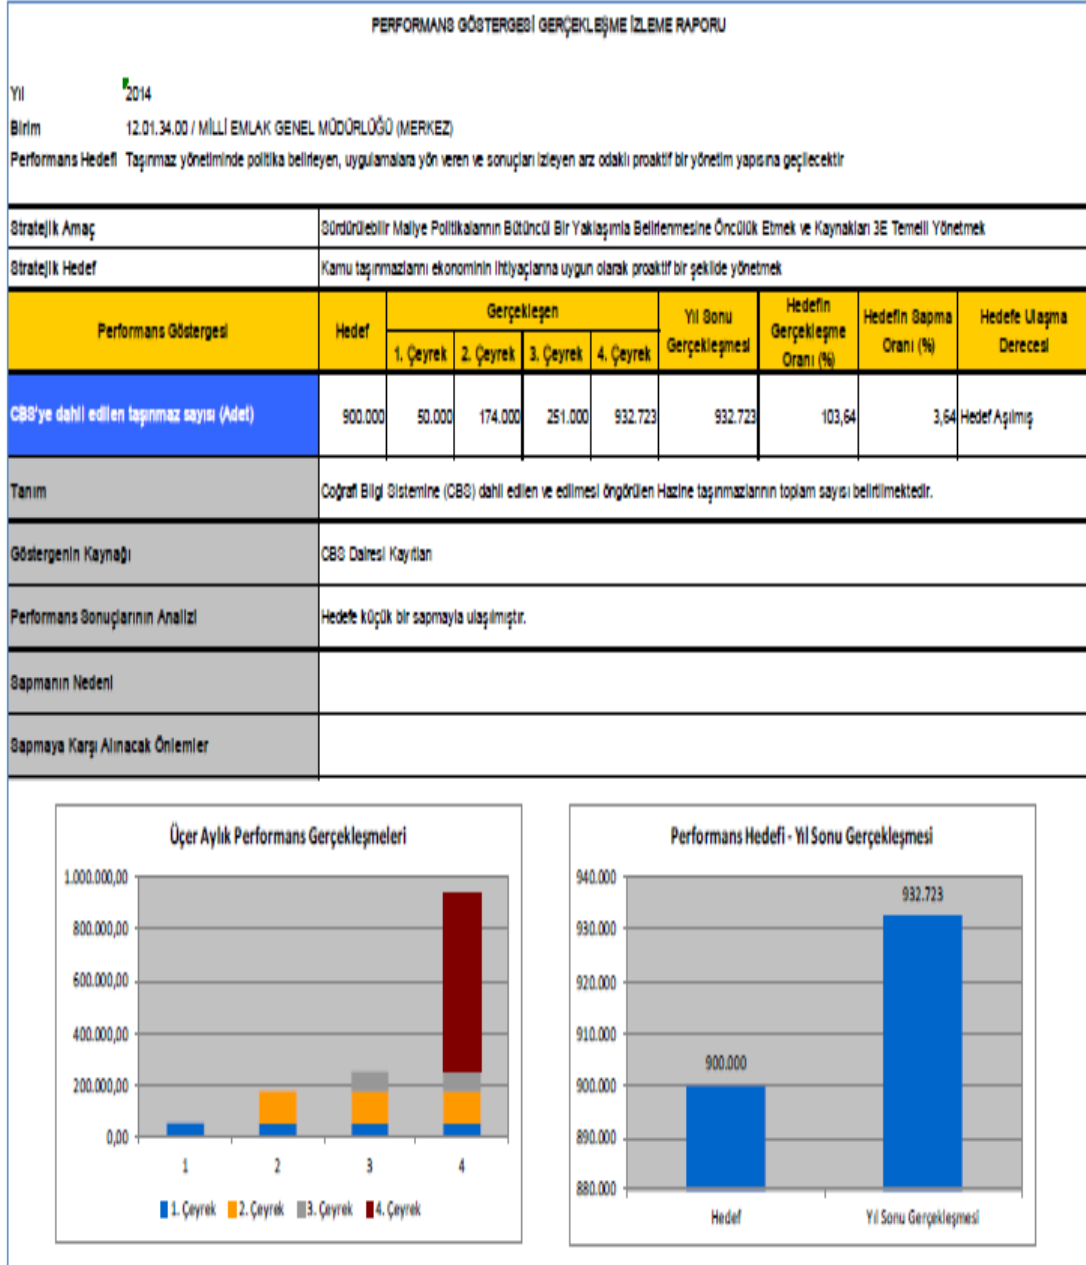 PERFORMANS GÖSTERGESİ GERÇEKLEŞME İZLEME RAPORU
Yıl 2014
Birim 12.01.34.00 / MİLLİ EMLAK GENEL MÜDÜRLÜĞÜ (MERKEZ)
Performans Hedefi Taşınmaz yönetiminde politika belirleyen, uygulamalara yön veren ve sonuçları izleyen arz odaklı proaktif bir yönetim yapısına geçilecektir
Stratejik Amaç Sürdürülebilir Maliye Politikalarının Bütüncül Bir Yaklaşımla Belirlenmesine Öncülük Etmek ve Kaynakları 3E Temelli Yönetmek
Stratejik Hedef Kamu taşınmazlarını ekonominin ihtiyaçlarına uygun olarak proaktif bir şekilde yönetmek
Performans Göstergesi Hedef Gerçekleşen Yıl Sonu Gerçekleşmesi Hedefin Gerçekleşme Oranı (%) Hedefin Sapma Oranı (%) Hedefe Ulaşma Derecesi
1. Çeyrek 2. Çeyrek 3. Çeyrek 4. Çeyrek
CBS'ye dahil edilen taşınmaz sayısı (Adet) 900.000 50.000 174.000 251.000 932.723 932.723 103,64 3,64 Hedef Aşılmış
Tanım Coğrafi Bilgi Sistemine (CBS) dahil edilen ve edilmesi öngörülen Hazine taşınmazlarının toplam sayısı belirtilmektedir.
Göstergenin Kaynağı CBS Dairesi Kayıtları
Performans Sonuçlarının Analizi Hedefe küçük bir sapmayla ulaşılmıştır.
Sapmanın Nedeni
Sapmaya Karşı Alınacak Önlemler
Üçer Aylık Performans Gerçekleşmeleri
1.000.000,00
800.000,00
600.000,00
400.000,00
200.000,00
0,00
1 2 3 4
1. Çeyrek 2. Çeyrek 3. Çeyrek 4. Çeyrek
Performans Hedefi - Yıl Sonu Gerçekleşmesi
940.000
930.000
920.000
910.000
900.000
890.000
880.000
900.000
932.723
Hedef Yıl Sonu Gerçekleşmesi